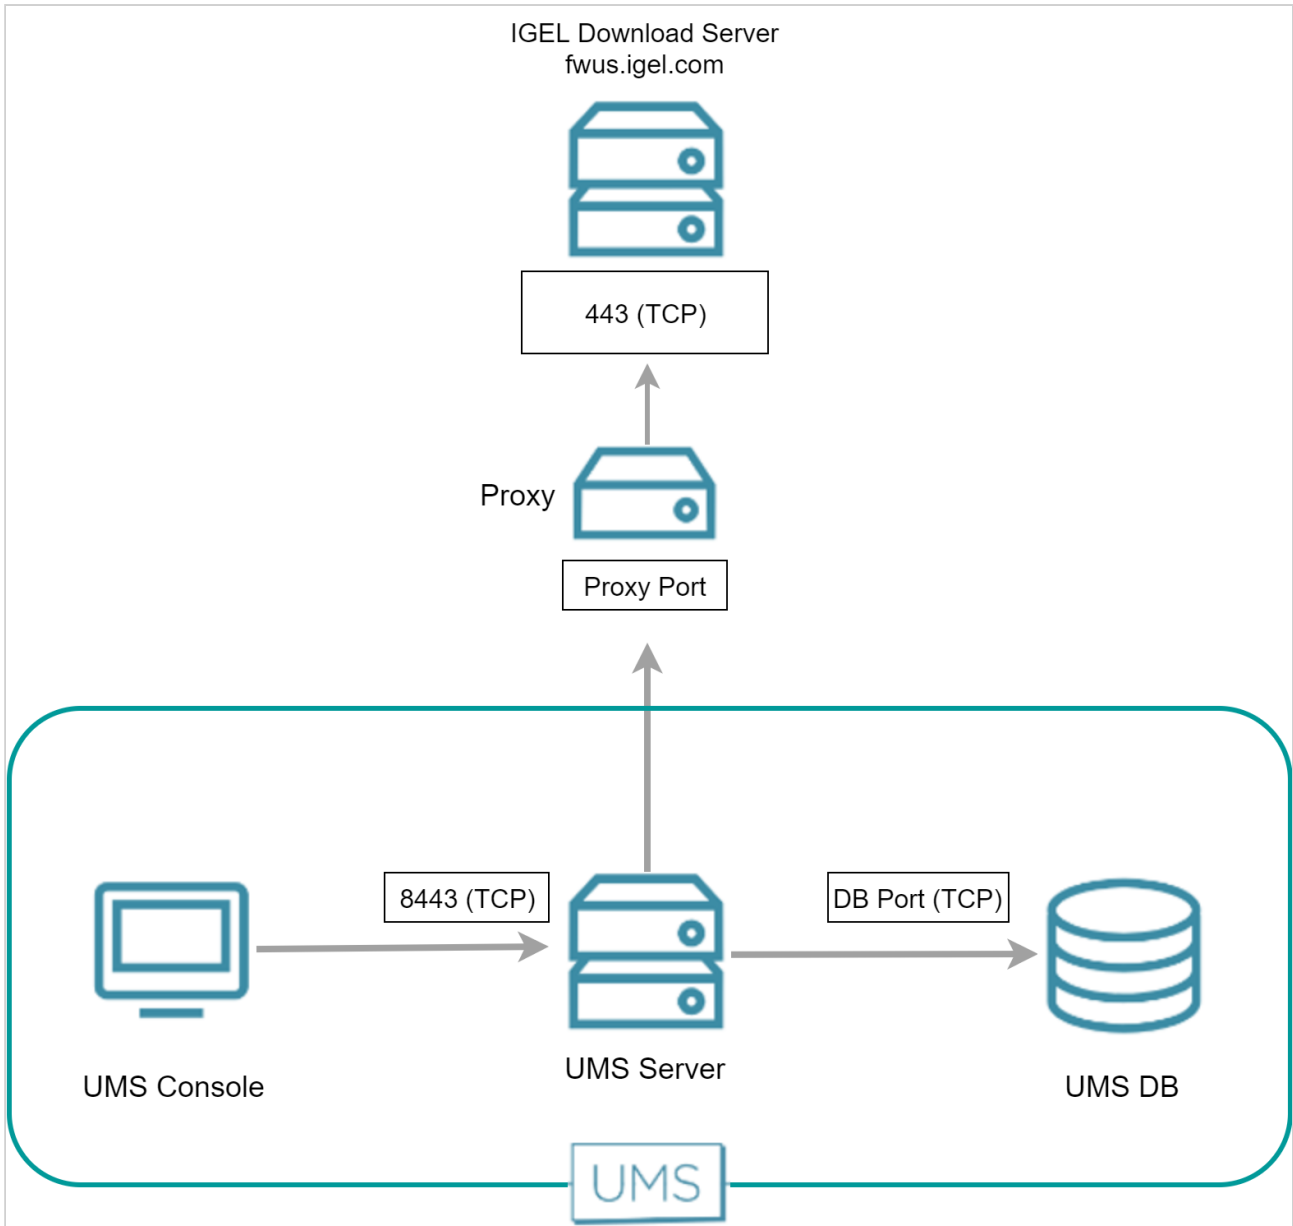 IGEL Download Server
fwus.igel.com
443 (TCP)
Proxy
Proxy Port
8443 (TCP)
DB Port (TCP)
UMS Console
UMS Server
UMS DB
UMS